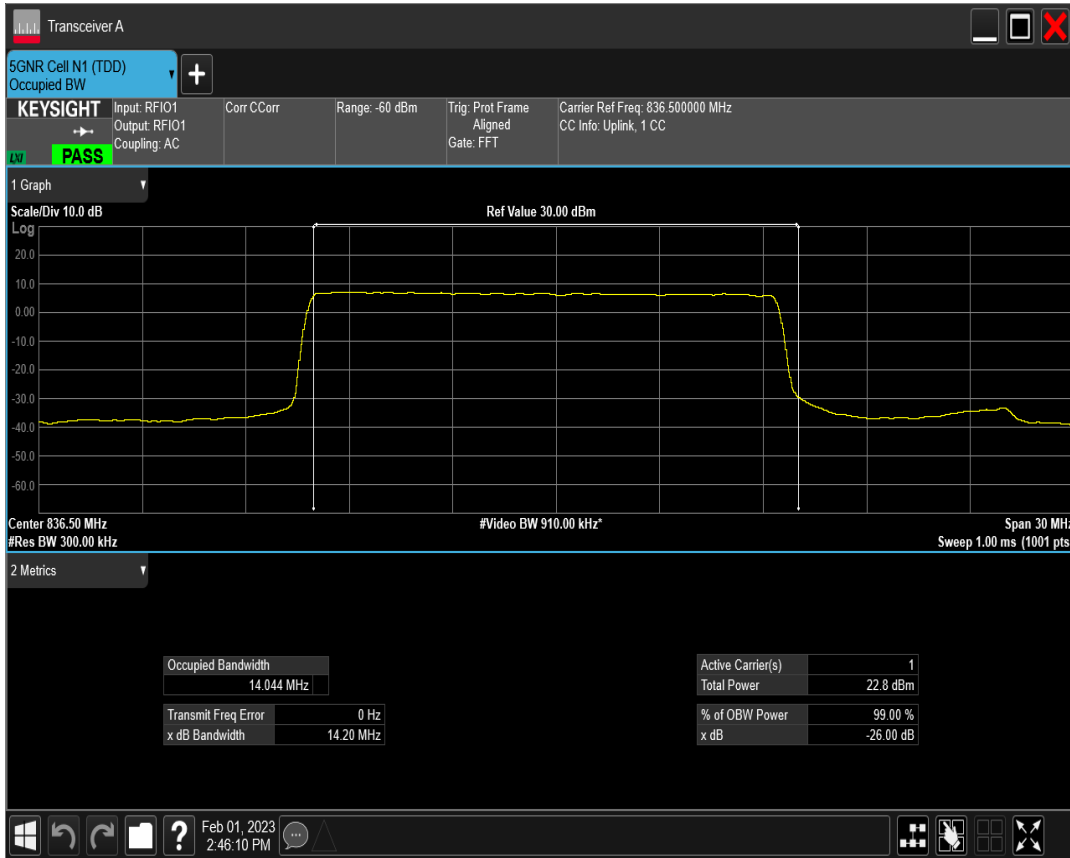 Transceiver A
5GNR Cell N1 (TDD)
Occupied BW
KEYSIGHT
LXI
PASS
Input: RFIO1
Output: RFIO1
Coupling: AC
Corr CCorr
Range: -60 dBm
Trig: Prot Frame
Aligned
Gate: FFT
Carrier Ref Freq: 836.500000 MHz
CC Info: Uplink, 1 CC
1 Graph
Scale/Div 10.0 dB
Ref Value 30.00 dBm
Log
20.0
10.0
0.00
-10.0
-20.0
-30.0
-40.0
-50.0
-60.0
Center 836.50 MHz
#Video BW 910.00 kHz*
Span 30 MHz
#Res BW 300.00 kHz
Sweep 1.00 ms (1001 pts
2 Metrics
Occupied Bandwidth
14.044 MHz
Transmit Freq Error 0 Hz
x dB Bandwidth 14.20 MHz
Active Carrier(s) 1
Total Power 22.8 dBm
% of OBW Power 99.00 %
x dB -26.00 dB
?
Feb 01, 2023
2:46:10 PM